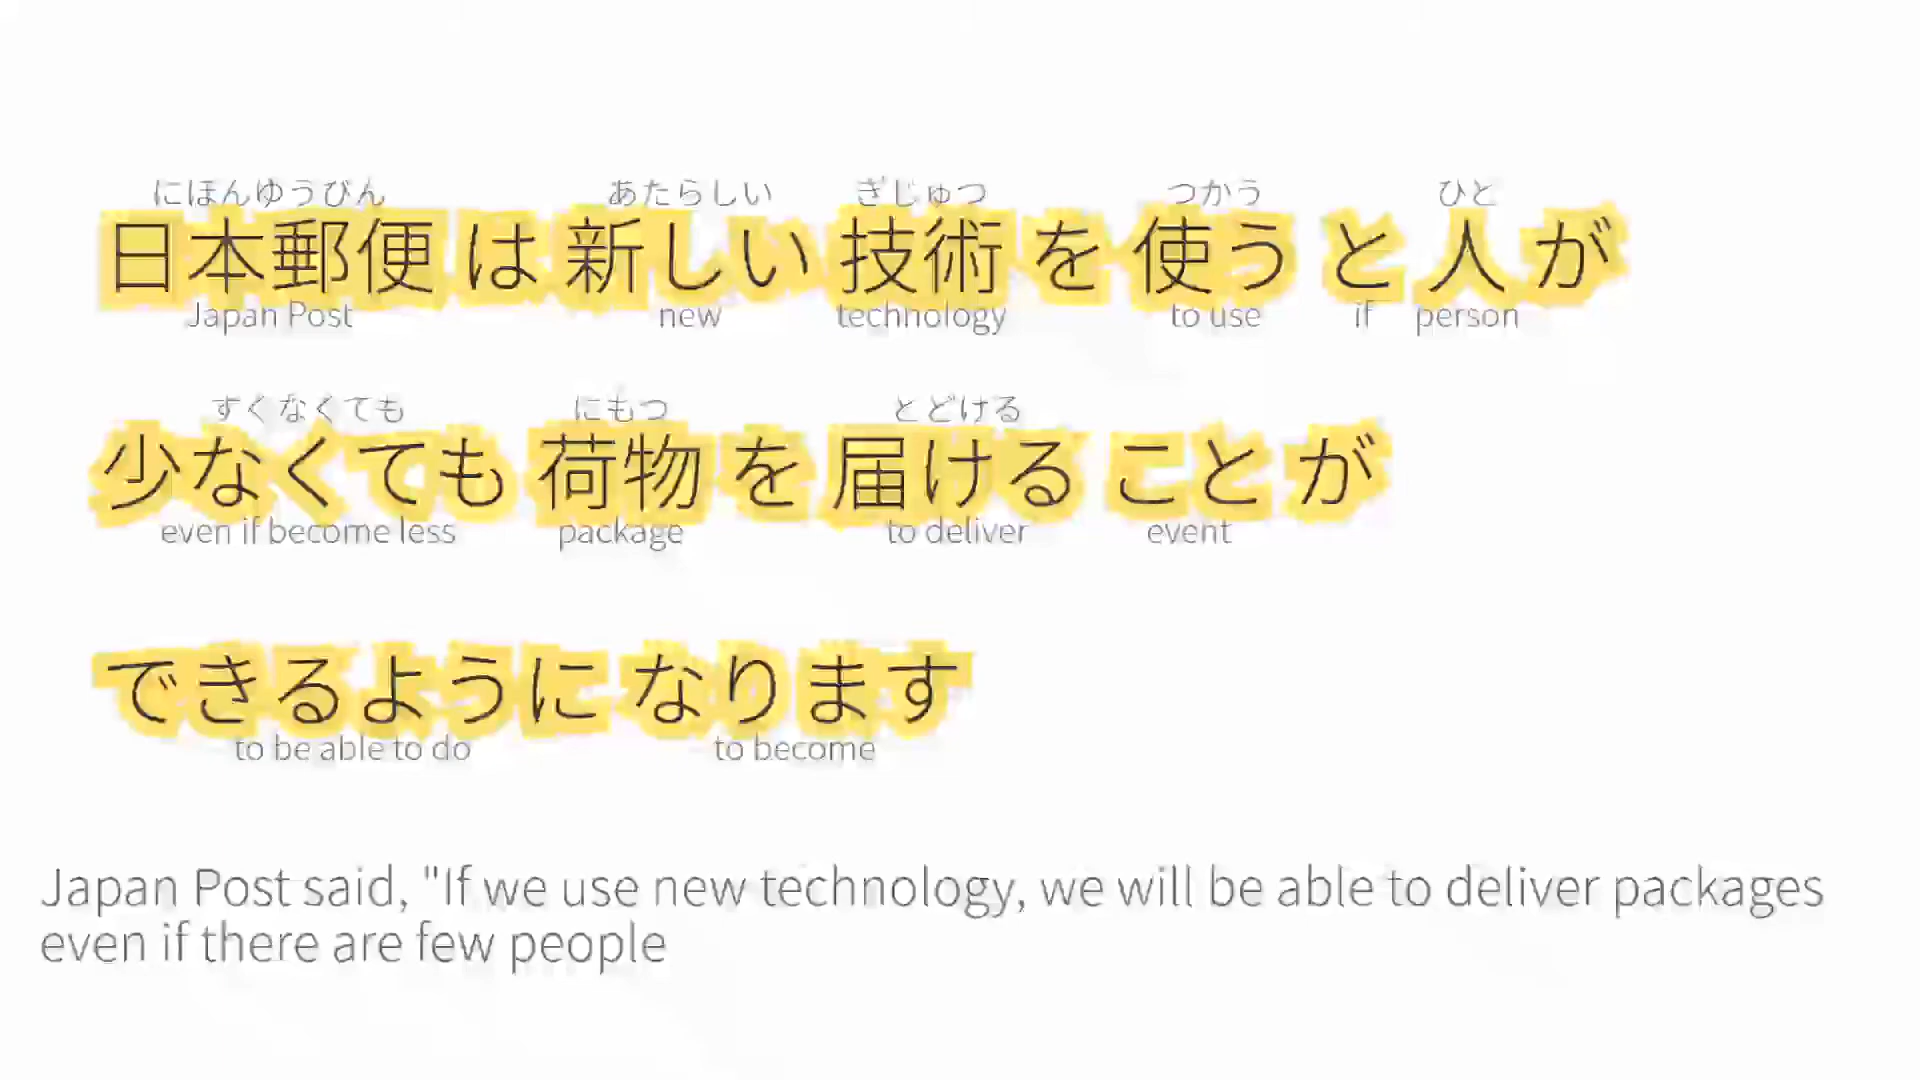 にほんゆうびん あたらしい ぎじゅつ つかう ひと
日本郵便 は 新しい 技術 を 使う と 人 が
Japan Post new technology to use if person
すくなくても にもつ とどける
少なくても 荷物 を 届ける こと が
even if become less package to deliver event
できるように なります
to be able to do to become
Japan Post said, "If we use new technology, we will be able to deliver packages
even if there are few people